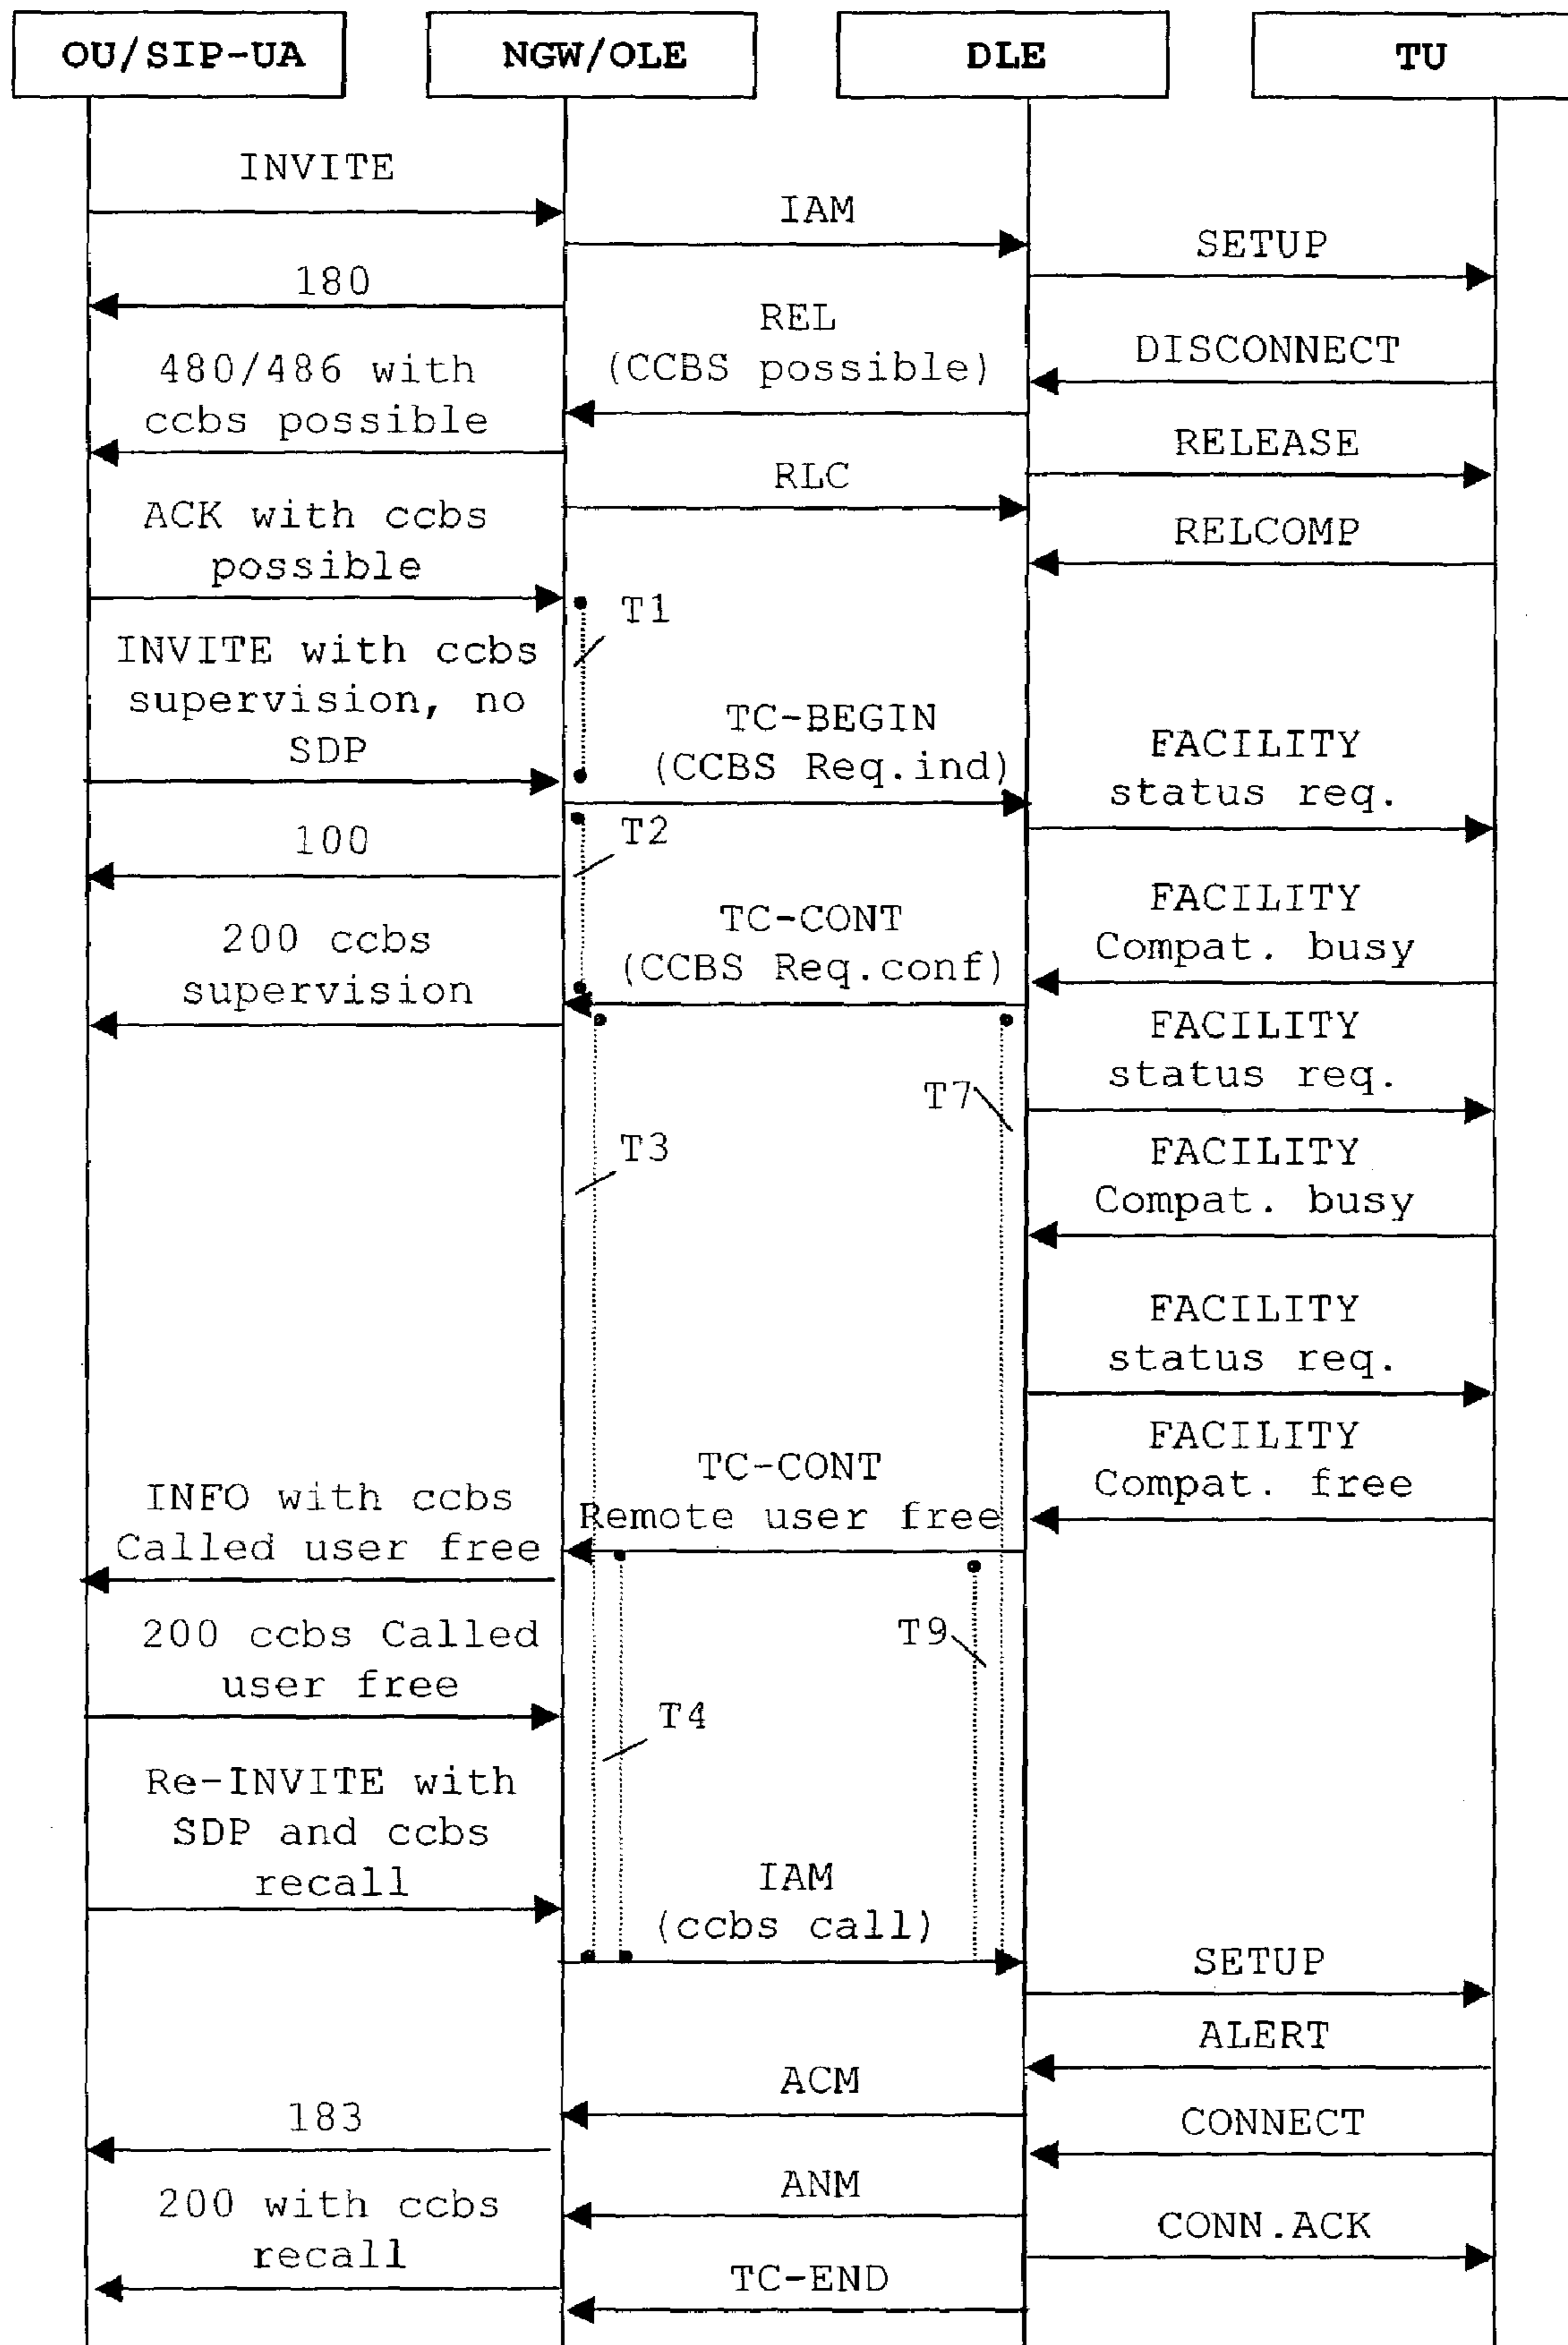 OU/SIP-UA
NGW/OLE
DLE
TU
INVITE
IAM
SETUP
180
REL
(CCBS possible)
DISCONNECT
480/486 with
ccbs possible
RELEASE
RLC
ACK with ccbs
possible
RELCOMP
T1
INVITE with ccbs
supervision, no
SDP
TC-BEGIN
(CCBS Req.ind)
FACILITY
status req.
100
T2
FACILITY
Compat. busy
TC-CONT
(CCBS Req.conf)
200 ccbs
supervision
FACILITY
status req.
T7
T3
FACILITY
Compat. busy
FACILITY
status req.
FACILITY
Compat. free
TC-CONT
Remote user free
INFO with ccbs
Called user free
200 ccbs Called
user free
T9
T4
Re-INVITE with
SDP and ccbs
recall
IAM
(ccbs call)
SETUP
ALERT
ACM
183
CONNECT
ANM
200 with ccbs
recall
CONN.ACK
TC-END